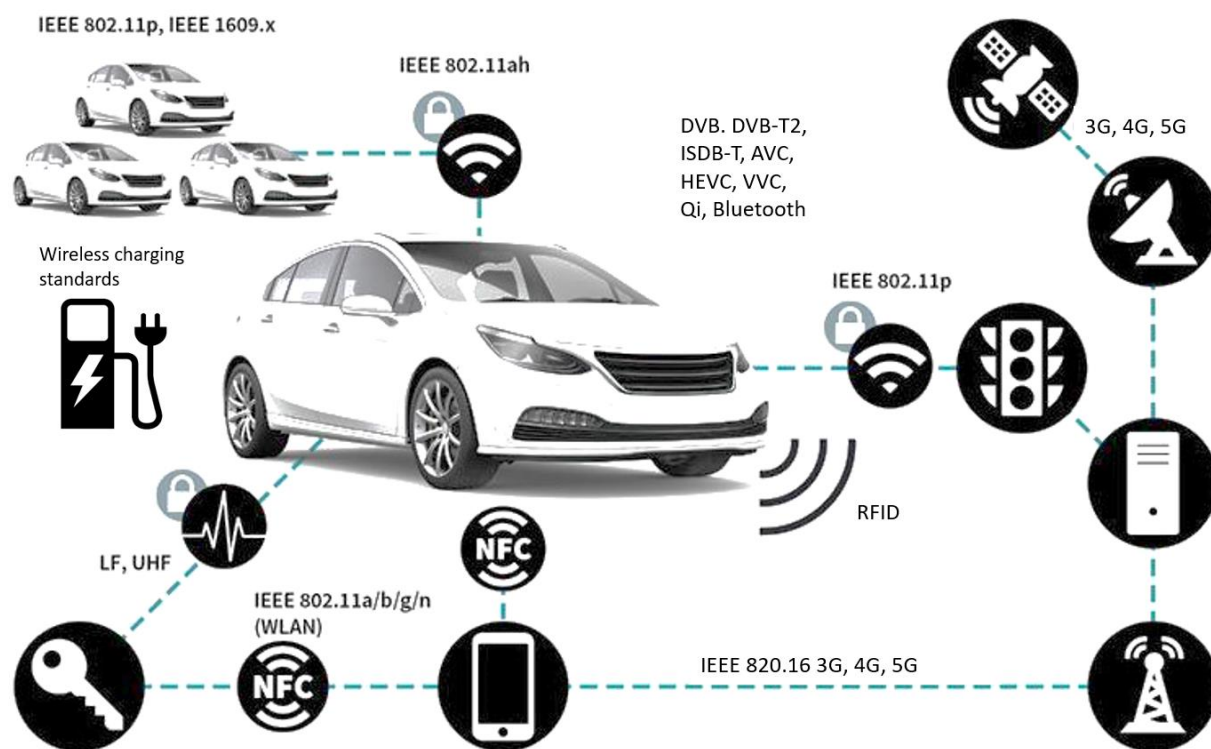 IEEE 802.11p, IEEE 1609.x
IEEE 802.11ah
DVB. DVB-T2,
ISDB-T, AVC,
HEVC, VVC,
Qi, Bluetooth
3G, 4G, 5G
Wireless charging
standards
IEEE 802.11p
RFID
LF, UHF
NFC
IEEE 802.11a/b/g/n
(WLAN)
NFC
IEEE 820.16 3G, 4G, 5G